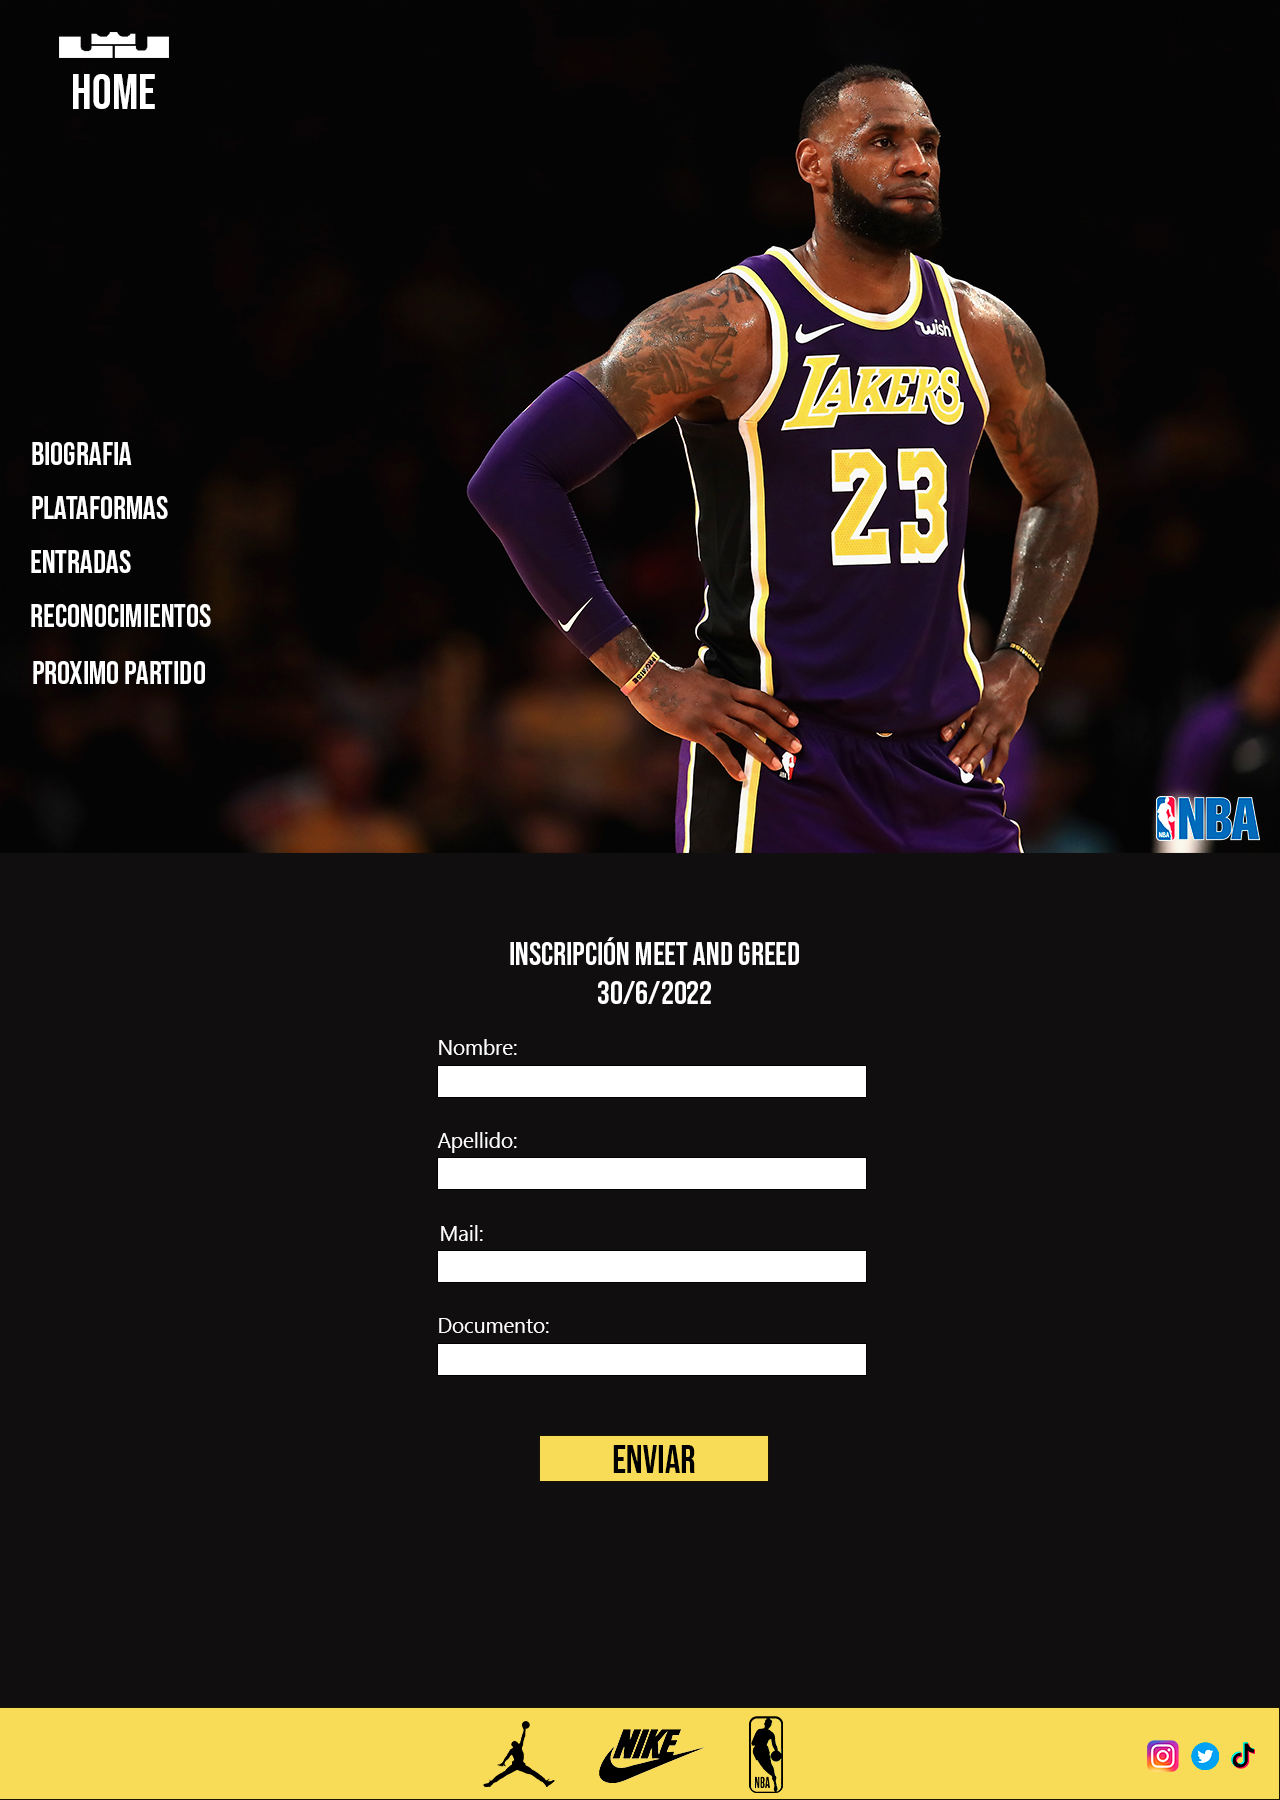 HOME
wish
LAKERS
23
BIOGRAFIA
PLATAFORMAS
ENTRADAS
RECONOCIMIENTOS
PROXIMO PARTIDO
NBA
NBA
INSCRIPCIÓN MEET AND GREED
30/6/2022
Nombre:
Apellido:
Mail:
Documento:
ENVIAR
NIKE
NBA